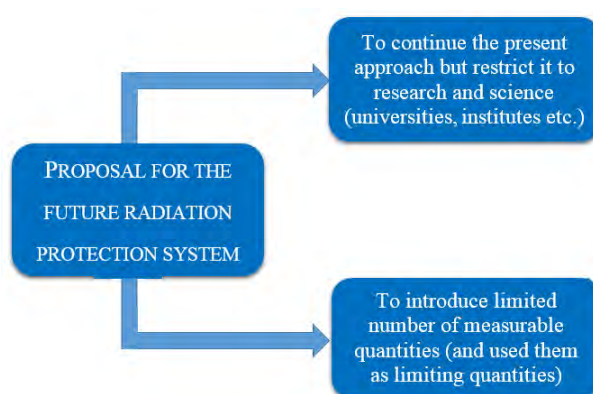 To continue the present
approach but restrict it to
research and science
(universities, institutes etc.)
PROPOSAL FOR THE
FUTURE RADIATION
PROTECTION SYSTEM
To introduce limited
number of measurable
quantities (and used them
as limiting quantities)